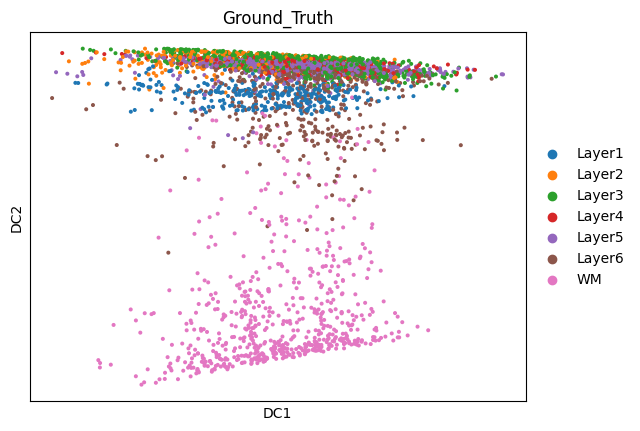 Ground_Truth
DC2
DC1
Layer1
Layer2
Layer3
Layer4
Layer5
Layer6
WM